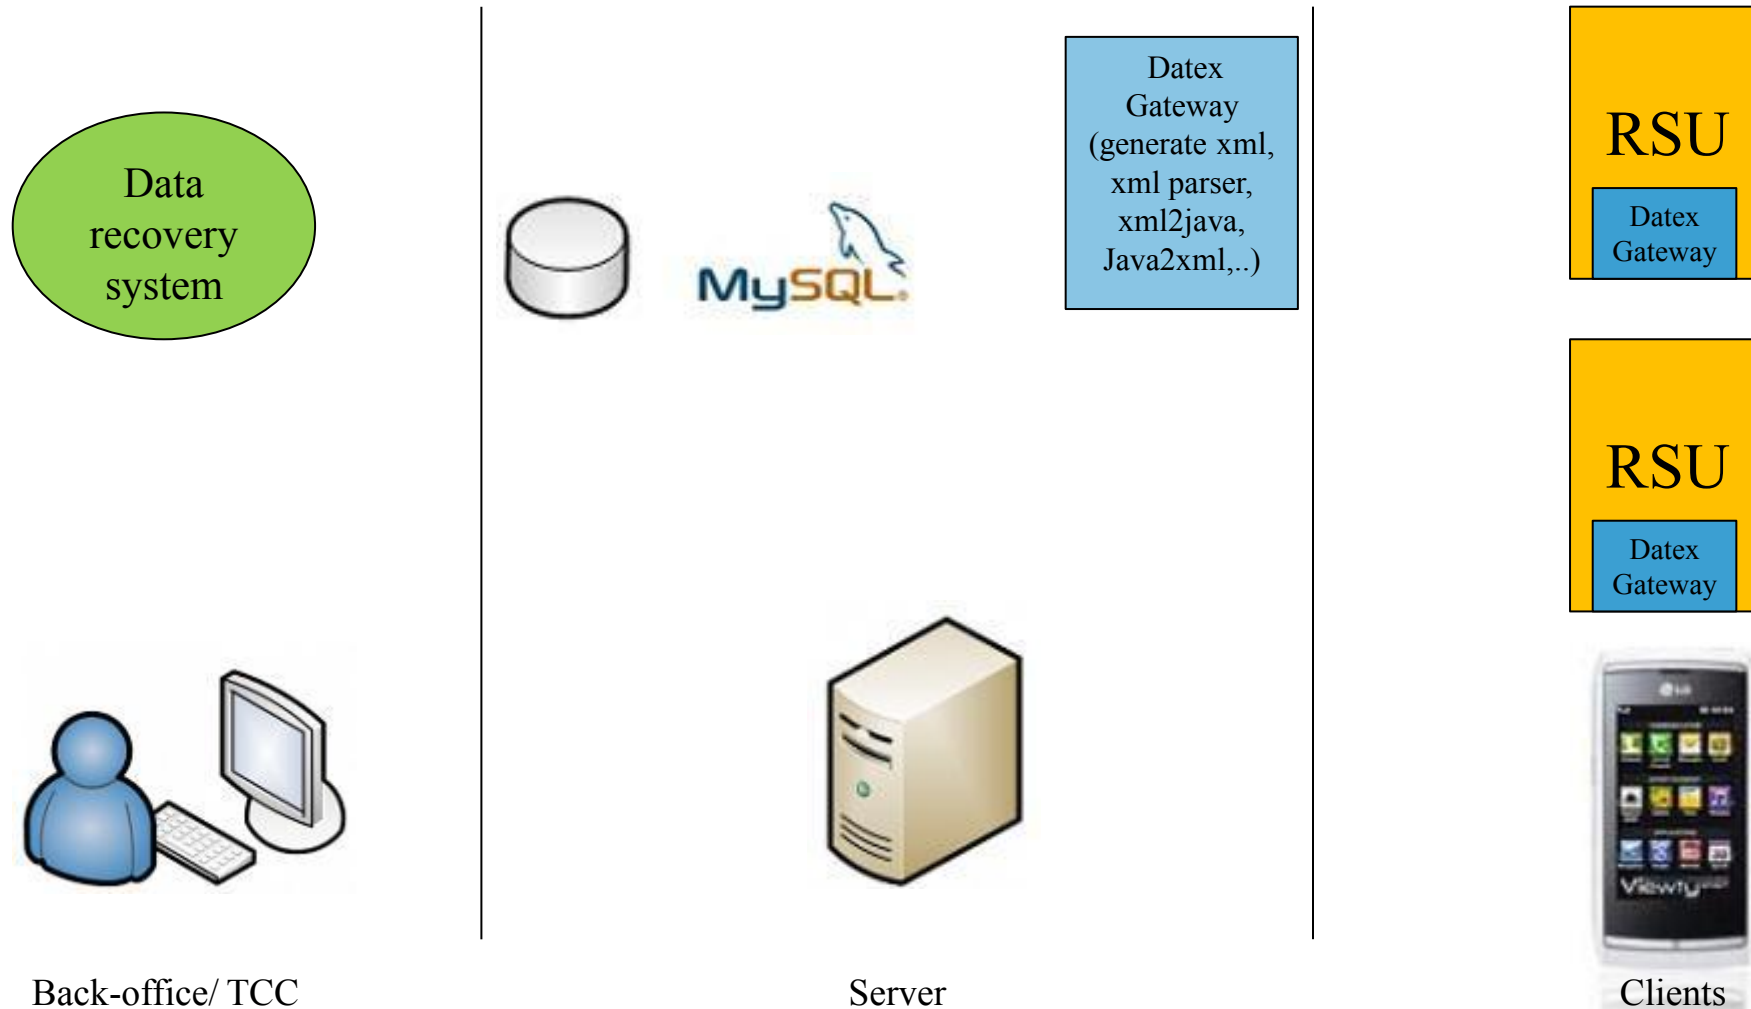 Data
recovery
system
MySQL®
Datex
Gateway
(generate xml,
xml parser,
xml2java,
Java2xml,..)
RSU
Datex
Gateway
RSU
Datex
Gateway
LG
Viewty
Back-office/ TCC
Server
Clients